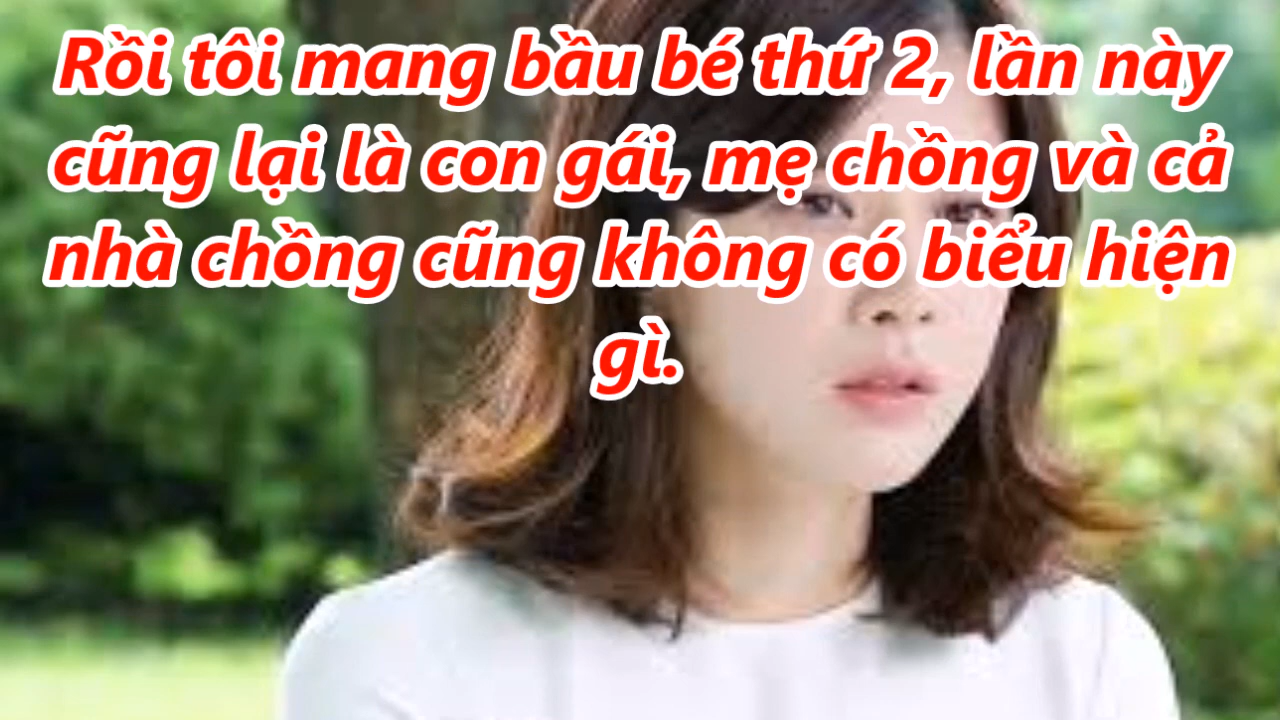 Rồi tôi mang bầu bé thứ 2, lần này
cũng lại là con gái, mẹ chồng và cả
nhà chồng cũng không có biểu hiện
gì.